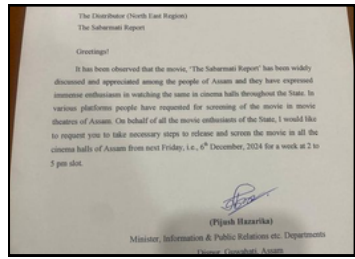 The Distributor (North East Region)
The Sabarmati Report
Greetings!
It has been observed that the movie, 'The Sabarmati Report' has been widely
discussed and appreciated among the people of Assam and they have expressed
immense enthusiasm in watching the same in cinema halls throughout the State. In
various platforms people have requested for screening of the movie in movie
theatres of Assam. On behalf of all the movie enthusiasts of the State, I would like
to request you to take necessary steps to release and screen the movie in all the
cinema halls of Assam from next Friday, i.e., 6th December, 2024 for a week at 2 to
5 pm slot.
(Pijush Hazarika)
Minister, Information & Public Relations etc. Departments
Dispur, Guwahati, Assam